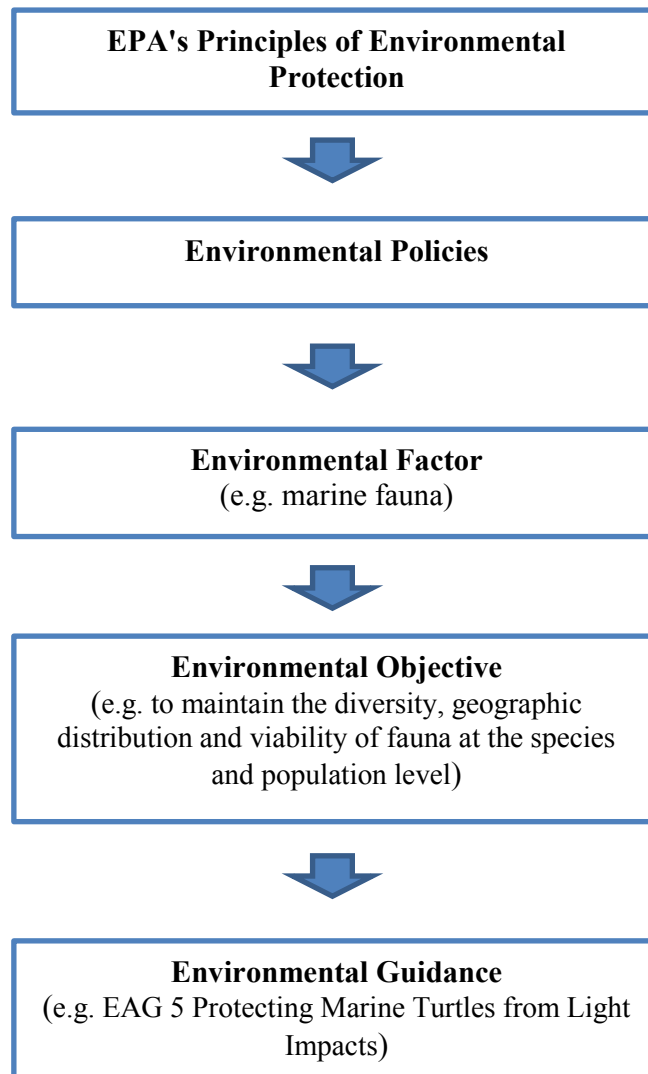 EPA's Principles of Environmental
Protection
Environmental Policies
Environmental Factor
(e.g. marine fauna)
Environmental Objective
(e.g. to maintain the diversity, geographic
distribution and viability of fauna at the species
and population level)
Environmental Guidance
(e.g. EAG 5 Protecting Marine Turtles from Light
Impacts)